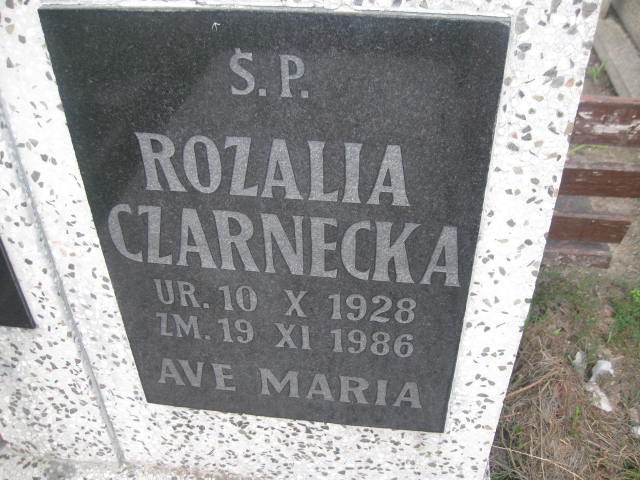 Ś.P.
ROZALIA
CZARNECKA
UR. 10 X 1928
ZM. 19 XI 1986
AVE MARIA